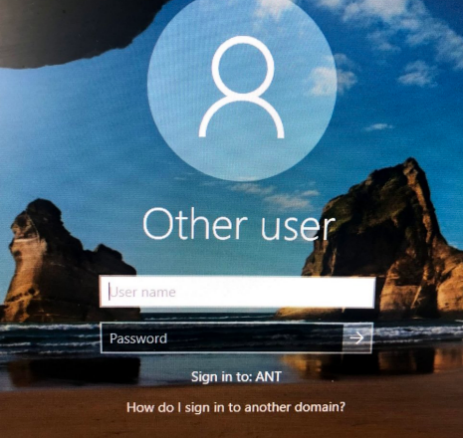 Other user
User name
Password
Sign in to: ANT
How do I sign in to another domain?